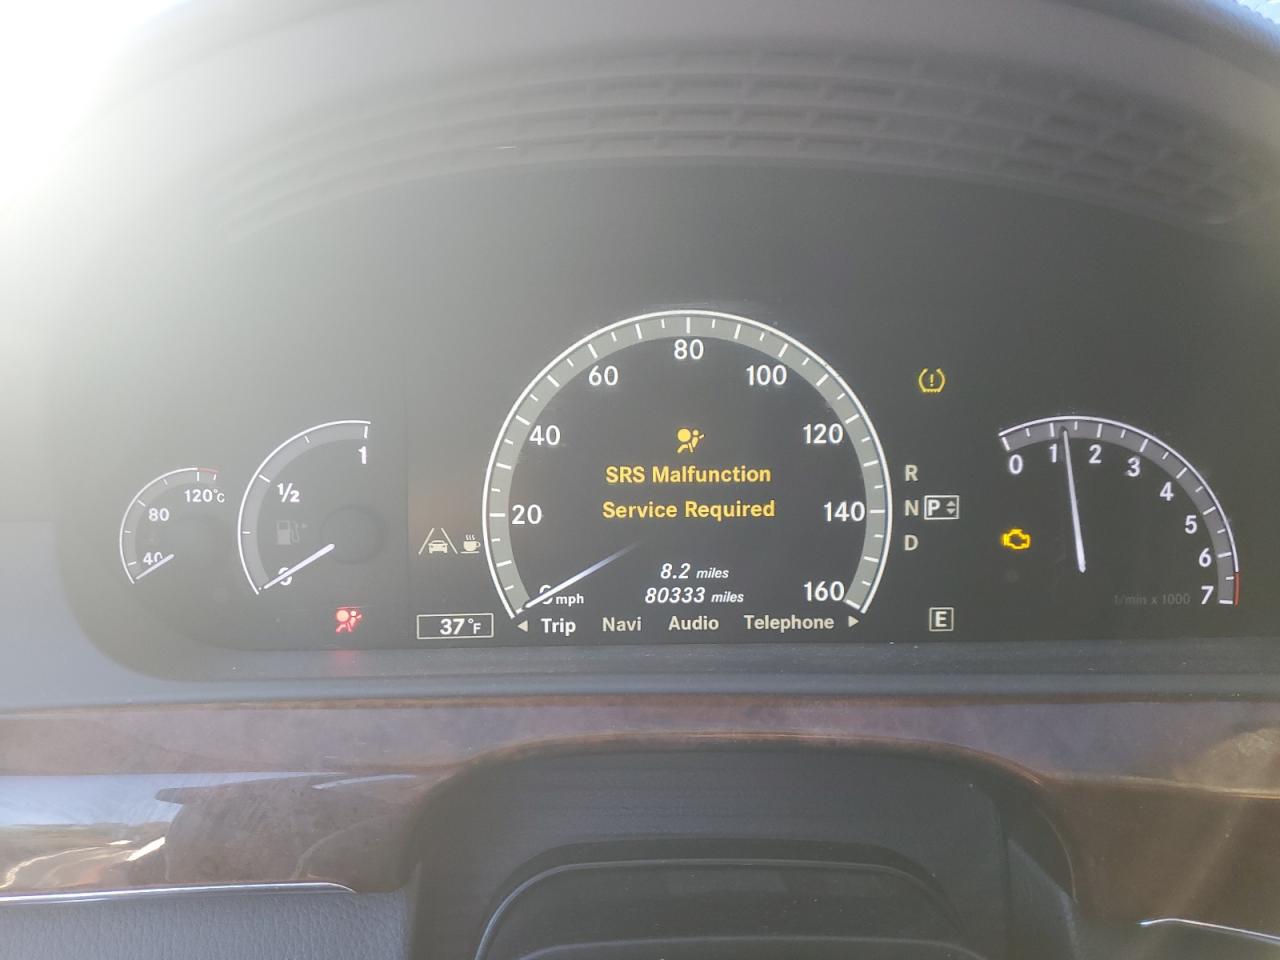 120°C
80
40
1
½
0
80
60
100
40
120
20
140
0 mph
160
SRS Malfunction
Service Required
8.2 miles
80333 miles
37°F
Trip Navi Audio Telephone
R
N P
D
E
0
1
2
3
4
5
6
7
1/min x 1000